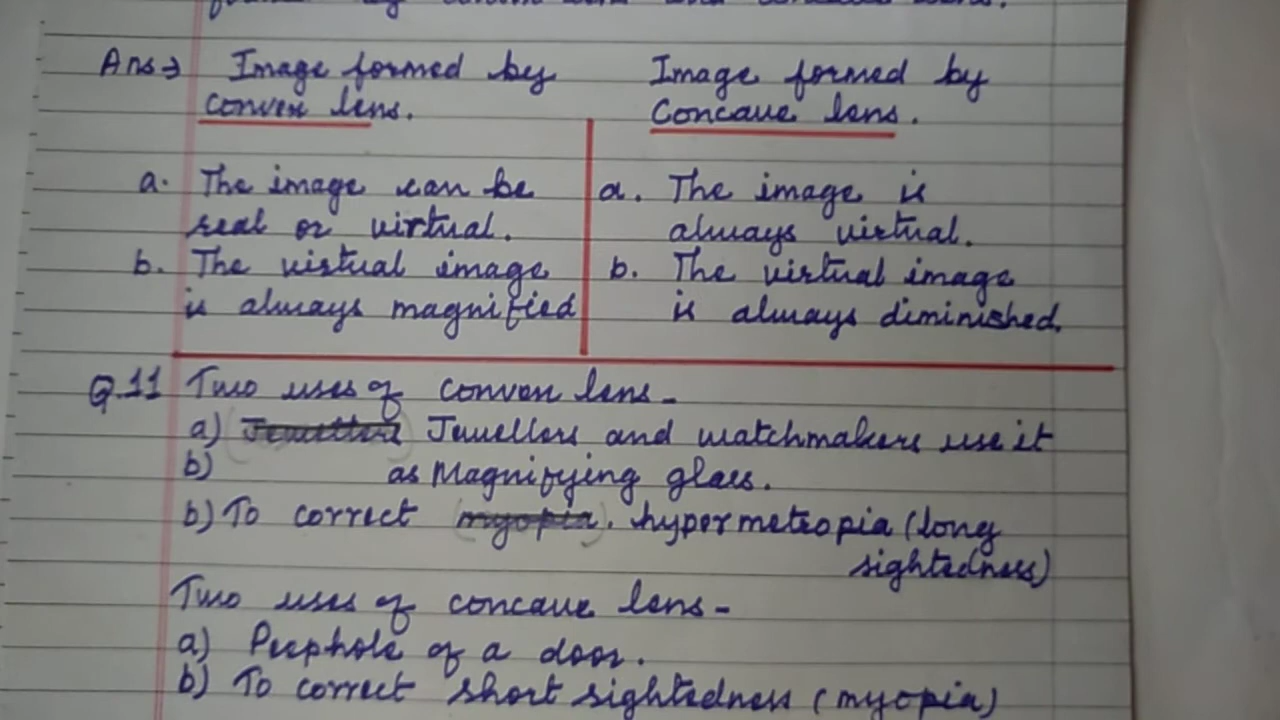 Ans→ Image formed by convex lens.
Image formed by Concave lens.
a. The image can be
real or virtual.
b. The virtual image
is always magnified
a. The image is
always virtual.
b. The virtual image
is always diminished.
Q.11 Two uses of convex lens-
a) Jewellers and watchmakers use it
b) as Magnifying glass.
b) To correct (myopia). hypermetropia (long
sightedness)
Two uses of concave lens-
a) Peephole of a door.
b) To correct short sightedness (myopia)